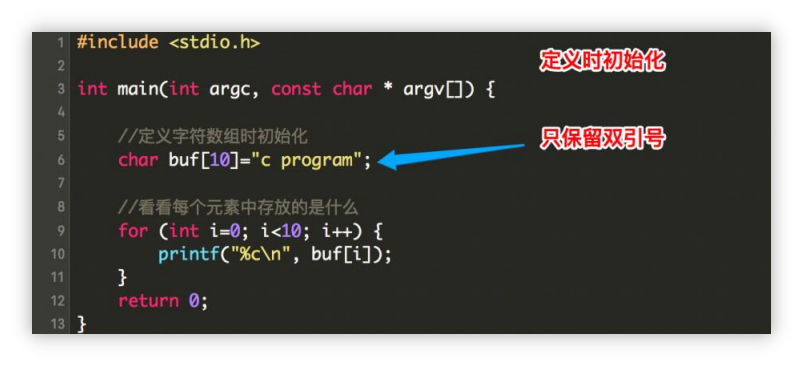 1 #include <stdio.h>
定义时初始化
2
3 int main(int argc, const char * argv[]) {
4
5 //定义字符数组时初始化
只保留双引号
6 char buf[10]="c program";
7
8 //看看每个元素中存放的是什么
9 for (int i=0; i<10; i++) {
10 printf("%c\n", buf[i]);
11 }
12 return 0;
13 }